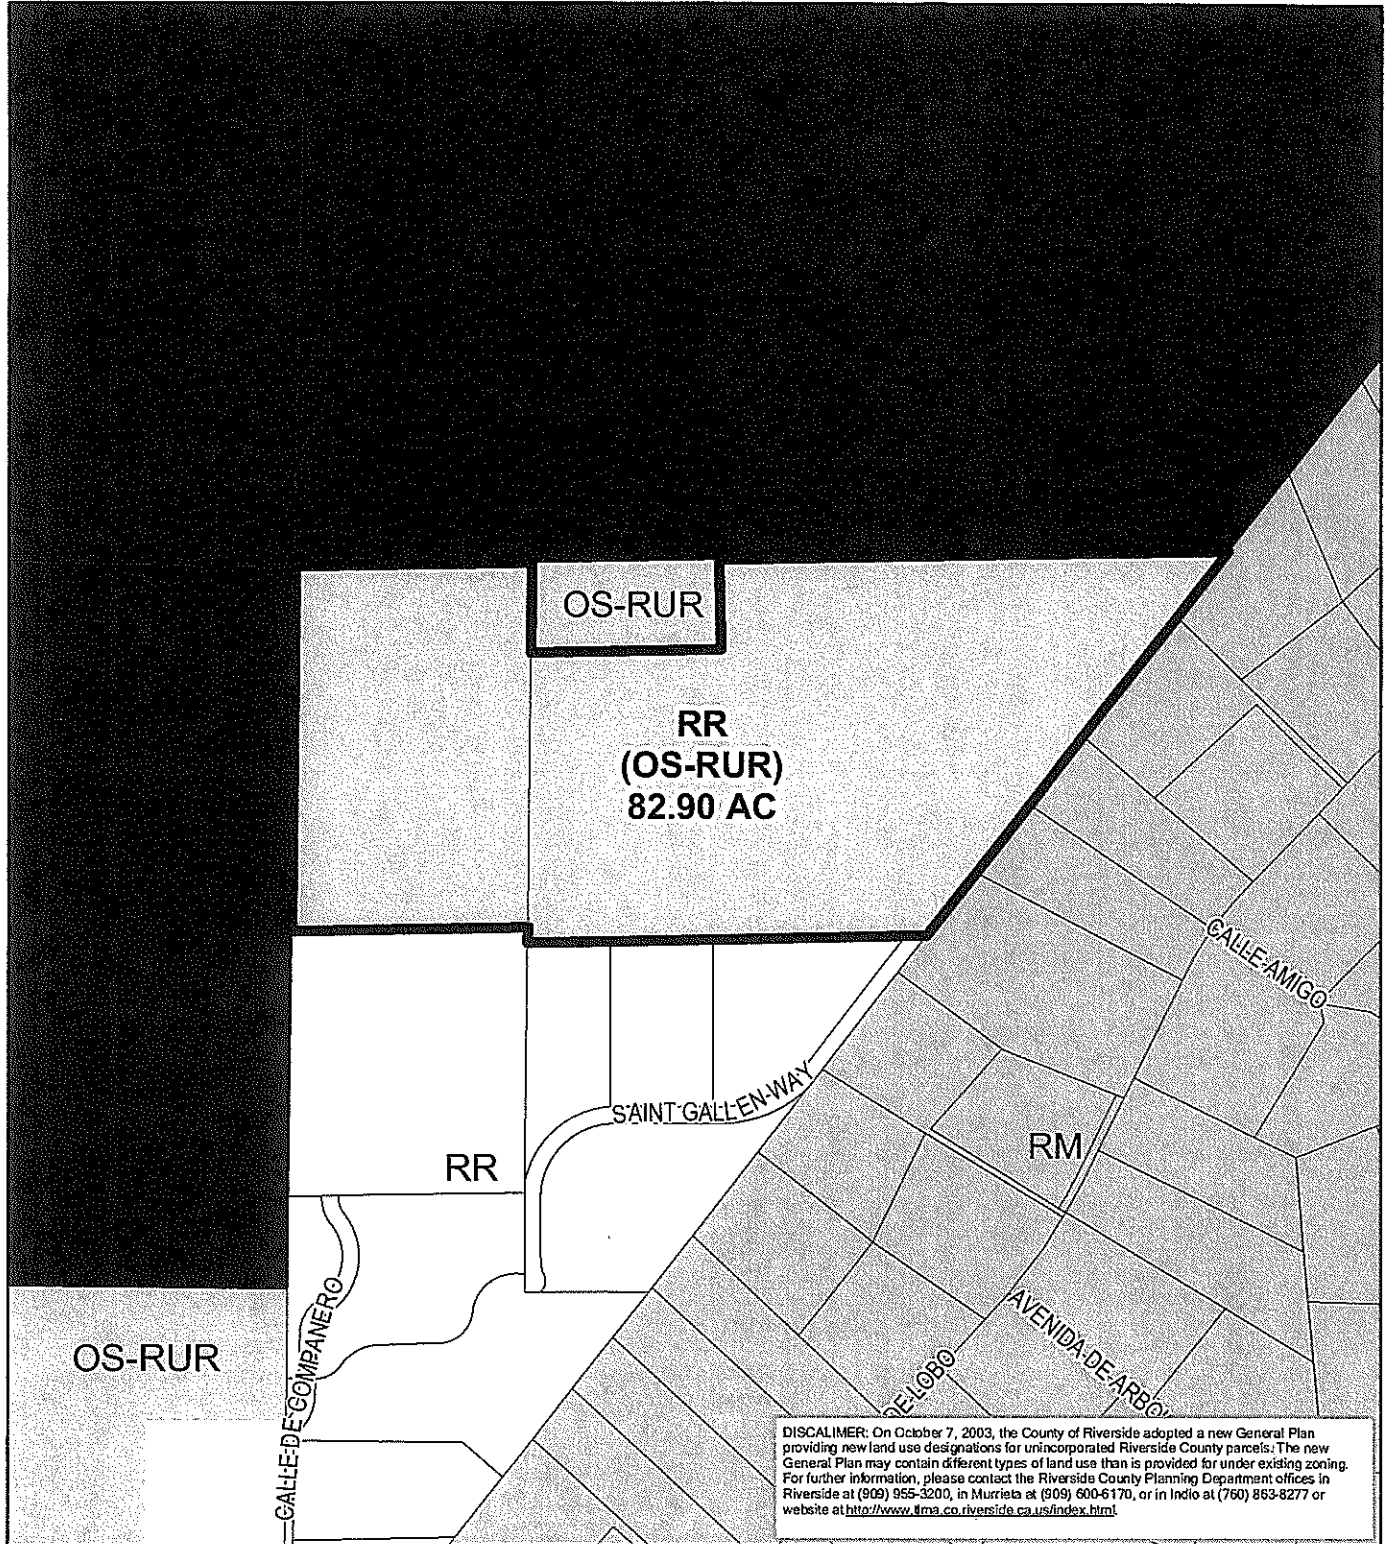 OS-RUR
RR
(OS-RUR)
82.90 AC
CALLE AMIGO
SAINT GALLEN WAY
RM
RR
CALLE DE COMPANERO
OS-RUR
AVENIDA DE ARBO
DE LOBO
DISCALIMER: On October 7, 2003, the County of Riverside adopted a new General Plan
providing new land use designations for unincorporated Riverside County parcels. The new
General Plan may contain different types of land use than is provided for under existing zoning.
For further information, please contact the Riverside County Planning Department offices in
Riverside at (909) 955-3200, in Murrieta at (909) 600-6170, or in Indio at (760) 863-8277 or
website at http://www.tlma.co.riverside.ca.us/index.html